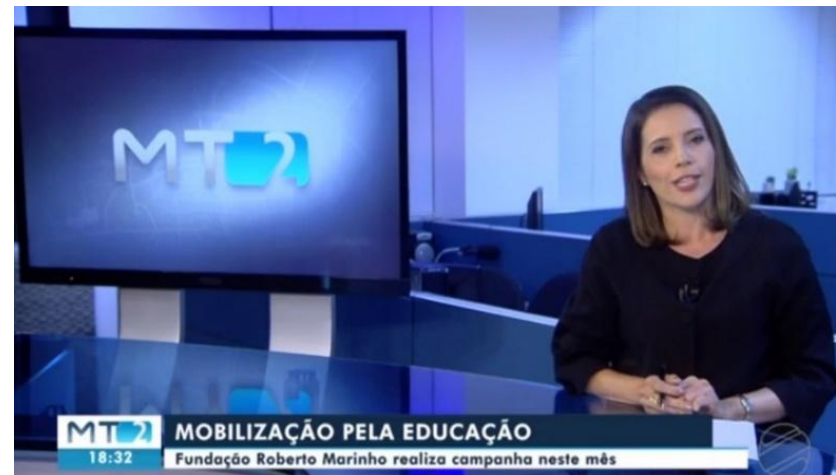 MT2
MT2
MOBILIZAÇÃO PELA EDUCAÇÃO
18:32
Fundação Roberto Marinho realiza campanha neste mês